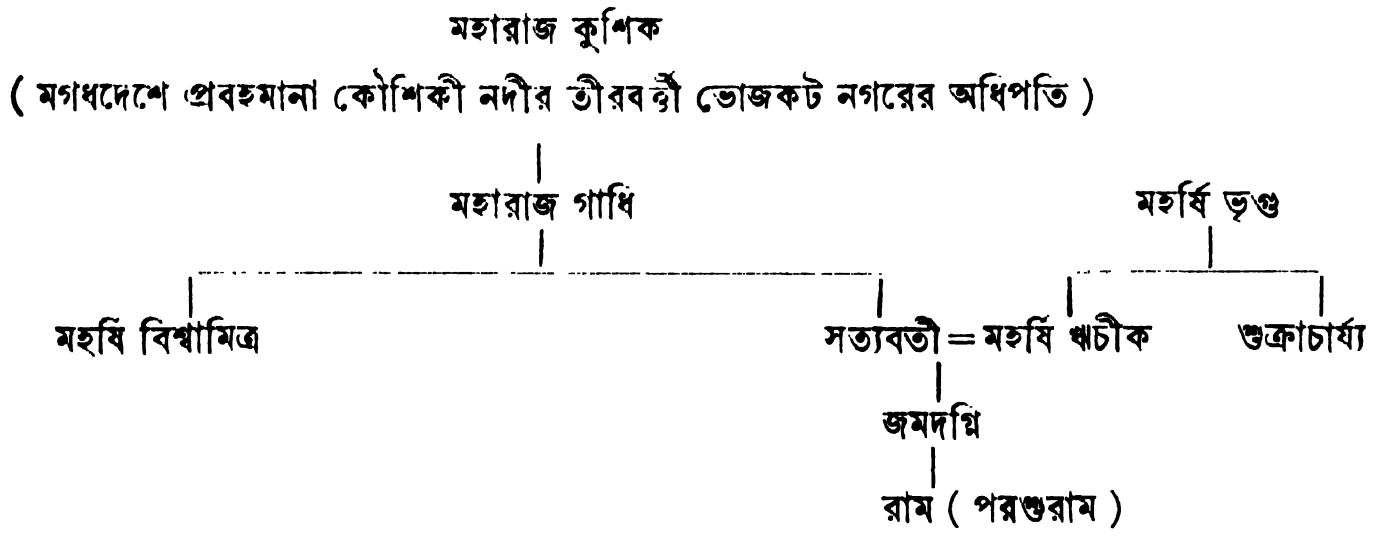 মহারাজ কুশিক
( মগধদেশে প্রবহমানা কৌশিকী নদীর তীরবর্ত্তী ভোজকট নগরের অধিপতি )
মহারাজ গাধি মহর্ষি ভৃগু
মহর্ষি বিশ্বামিত্র সত্যবতী = মহর্ষি ঋচীক শুক্রাচার্য্য
জমদগ্নি
রাম ( পরশুরাম )